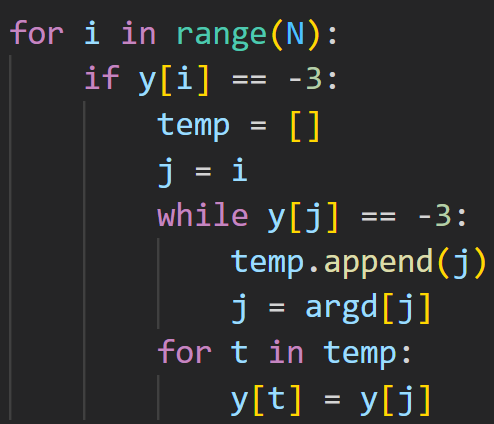 for i in range(N):
    if y[i] == -3:
        temp = []
        j = i
        while y[j] == -3:
            temp.append(j)
            j = argd[j]
        for t in temp:
            y[t] = y[j]